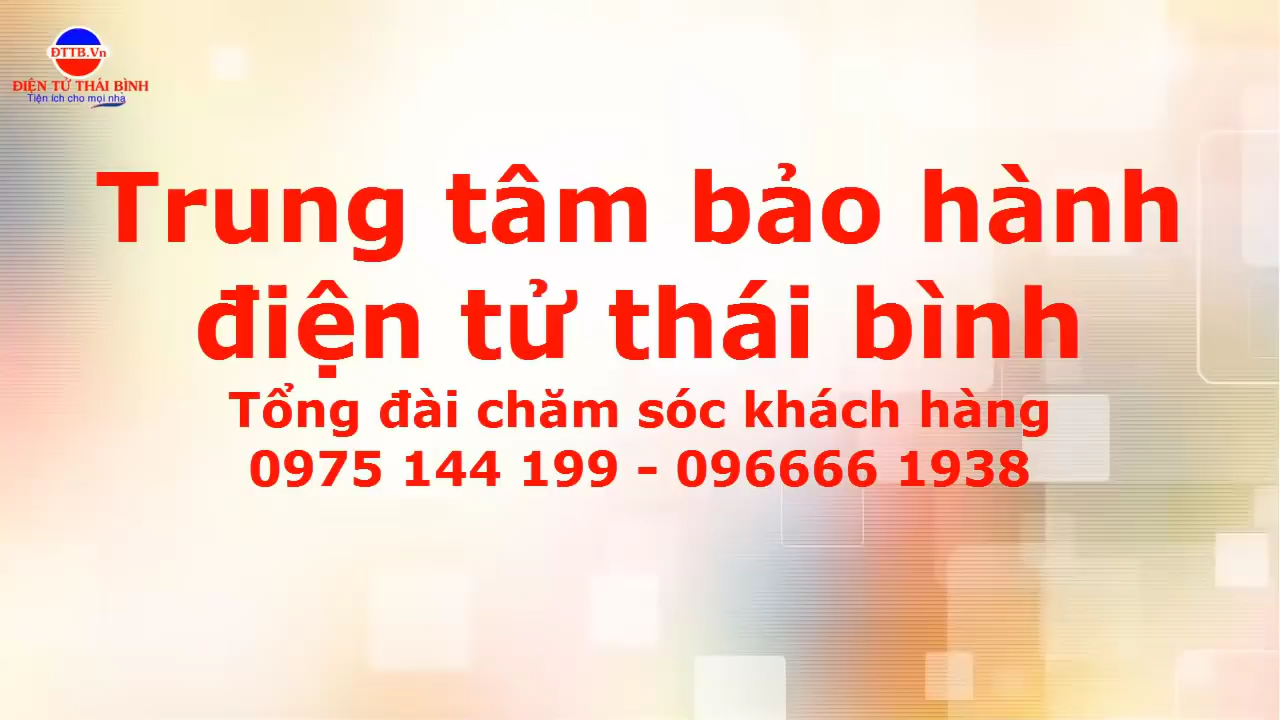 ĐTTB.Vn
ĐIỆN TỬ THÁI BÌNH
Tiện ích cho mọi nhà
Trung tâm bảo hành
điện tử thái bình
Tổng đài chăm sóc khách hàng
0975 144 199 - 096666 1938